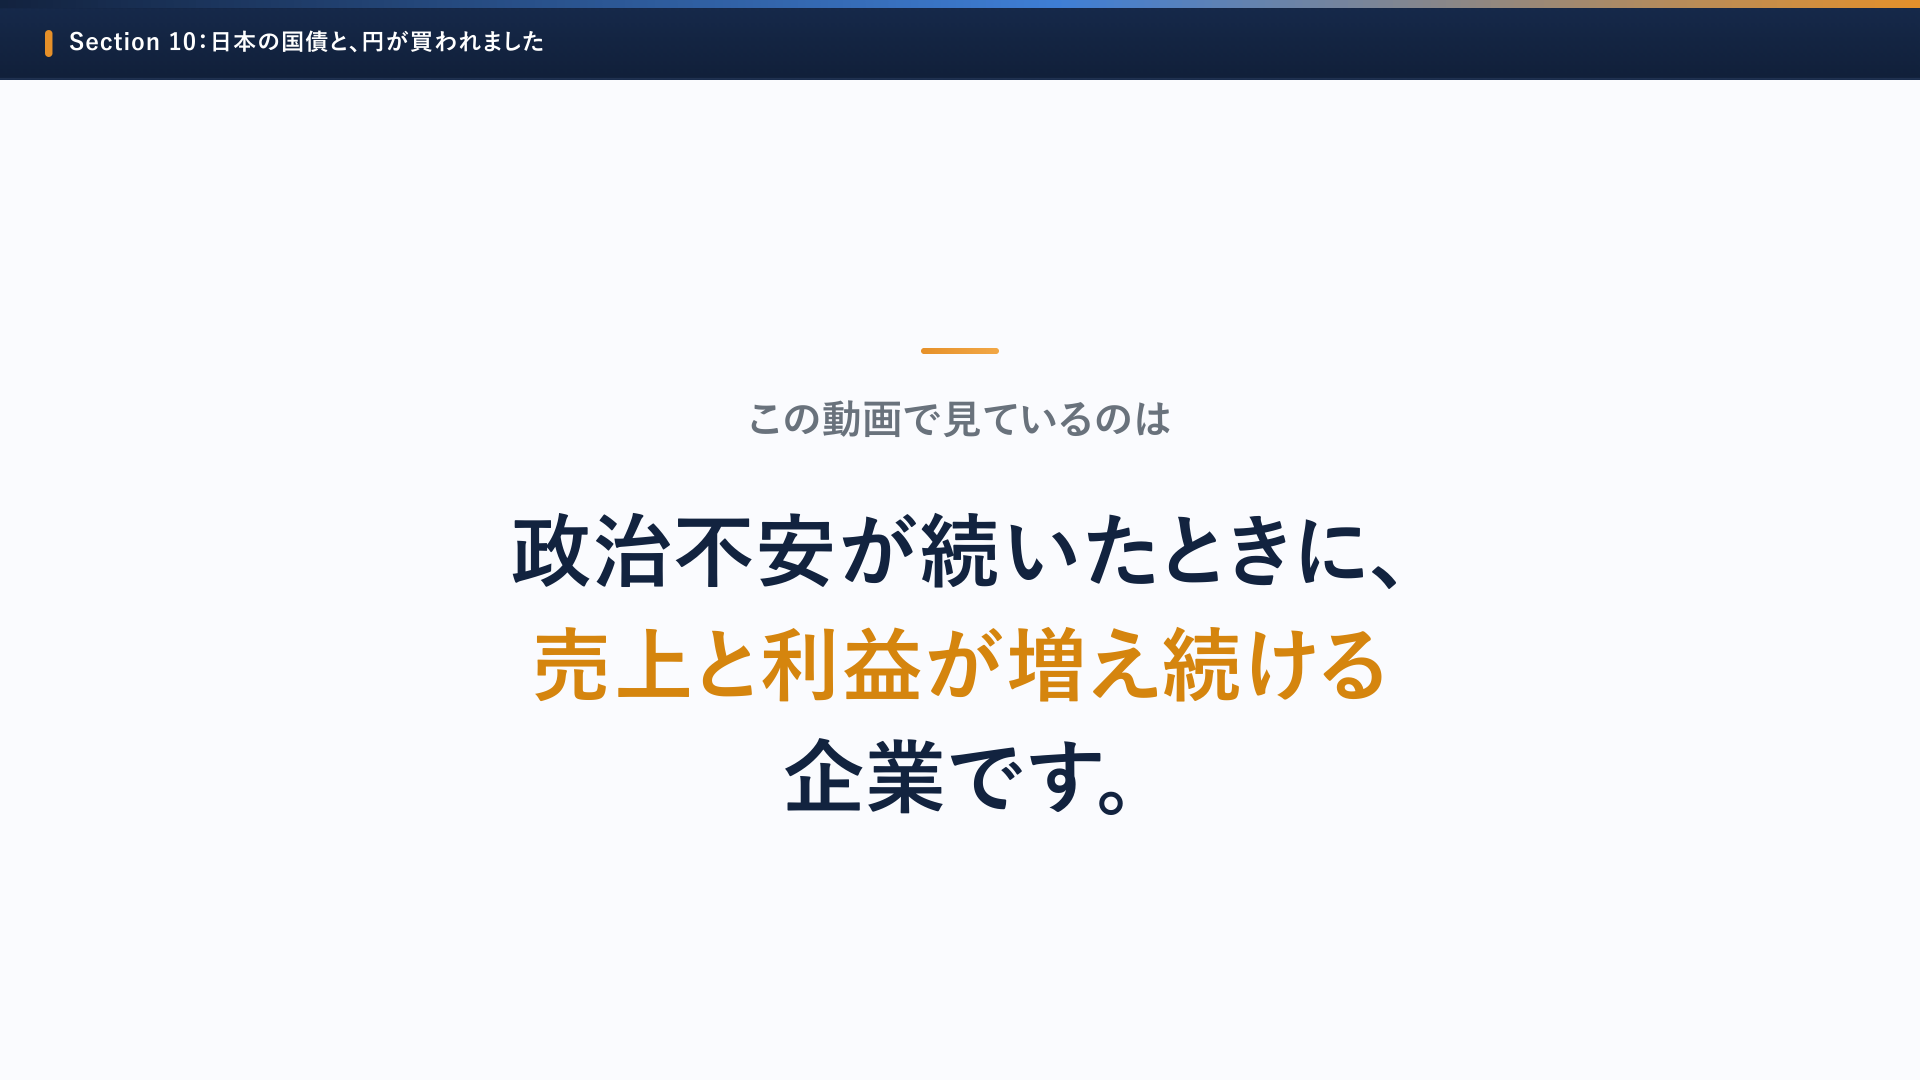 Section 10：日本の国債と、円が買われました
この動画で見ているのは
政治不安が続いたときに、
売上と利益が増え続ける
企業です。